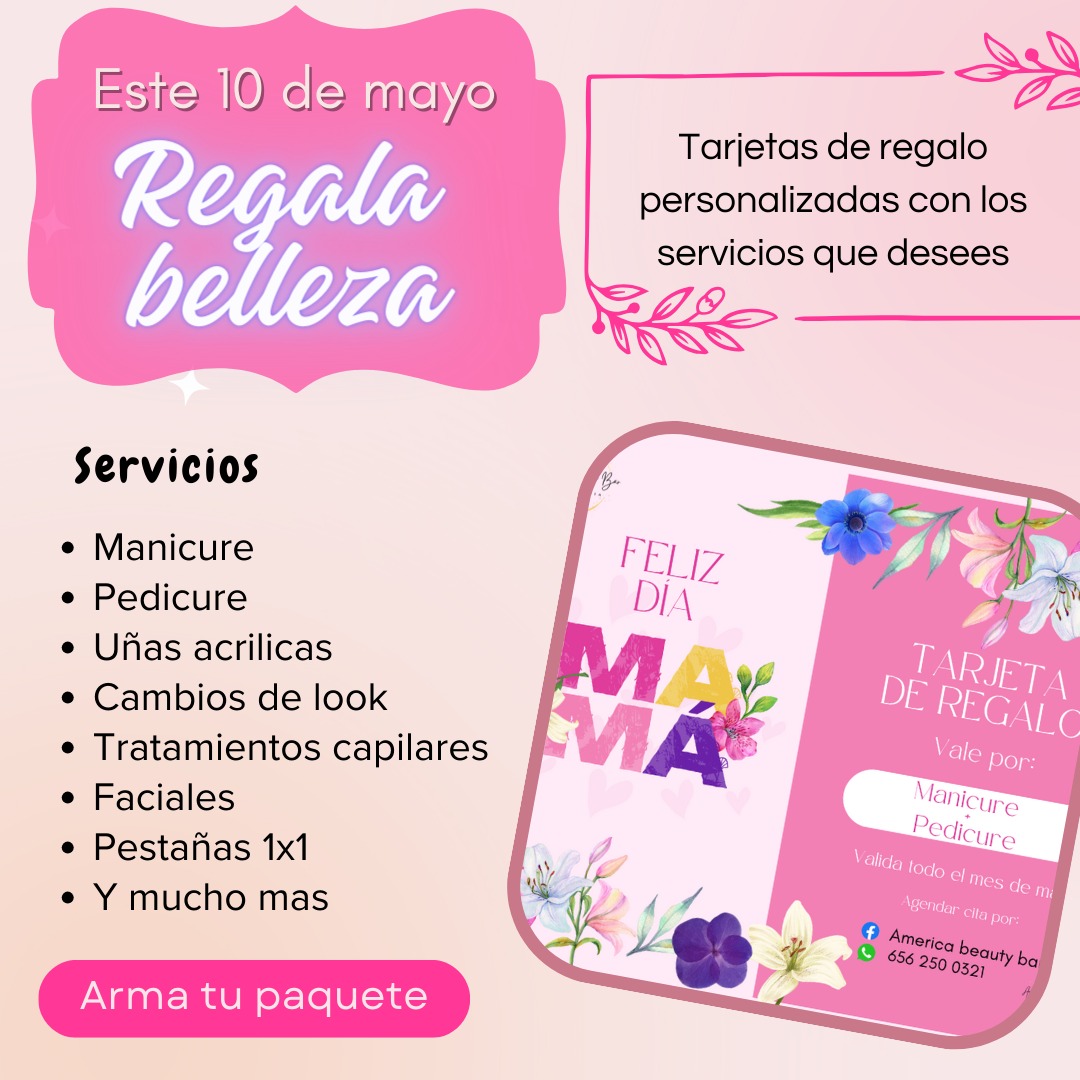 Este 10 de mayo
Regala
belleza
Tarjetas de regalo
personalizadas con los
servicios que desees
Servicios
Manicure
Pedicure
Uñas acrilicas
Cambios de look
Tratamientos capilares
Faciales
Pestañas 1x1
Y mucho mas
Arma tu paquete
FELIZ
DÍA
MA
MÁ
TARJETA
DE REGALO
Vale por:
Manicure
+
Pedicure
Valida todo el mes de
Agendar cita por:
America beauty
656 250 0321